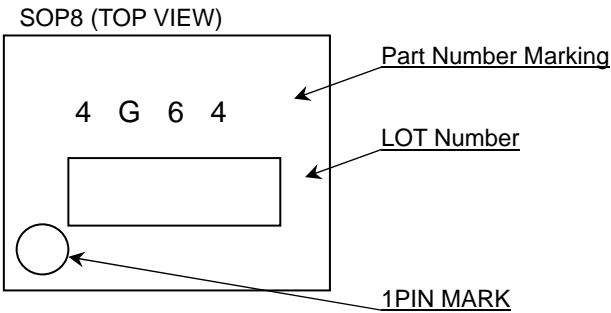 SOP8 (TOP VIEW)
Part Number Marking
4 G 6 4
LOT Number
1PIN MARK